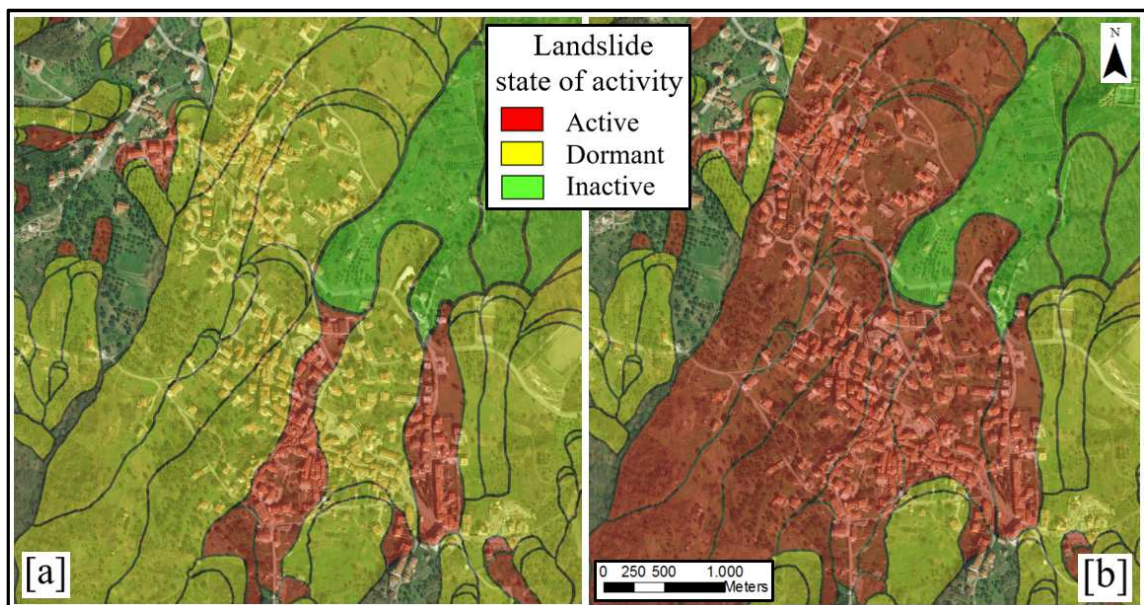 Landslide
state of activity
Active
Dormant
Inactive
N
[a]
0 250 500 1.000
Meters
[b]